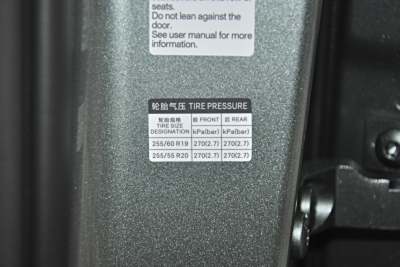 seats.
Do not lean against the
door.
See user manual for more
information.
轮胎气压 TIRE PRESSURE
轮胎规格
TIRE SIZE
DESIGNATION
前 FRONT
后 REAR
kPa(bar) kPa(bar)
255/60 R19 270(2.7) 270(2.7)
255/55 R20 270(2.7) 270(2.7)